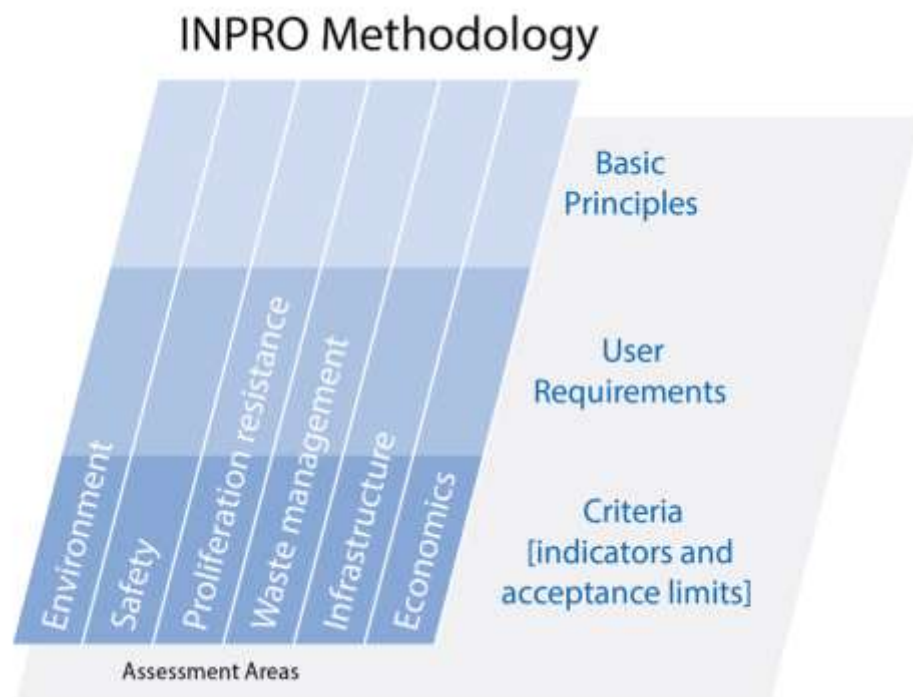 INPRO Methodology
Basic
Principles
User
Requirements
Criteria
[indicators and
acceptance limits]
Environment
Safety
Proliferation resistance
Waste management
Infrastructure
Economics
Assessment Areas